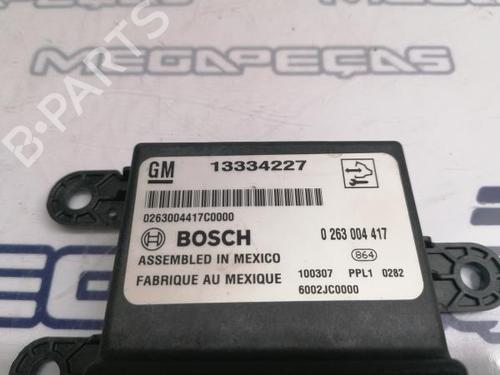 MEGAPEÇAS
B-PARTS
GM 13334227
0263004417C0000
BOSCH 0 263 004 417
864
ASSEMBLED IN MEXICO
FABRIQUE AU MEXIQUE
100307 PPL1 0282
6002JC0000